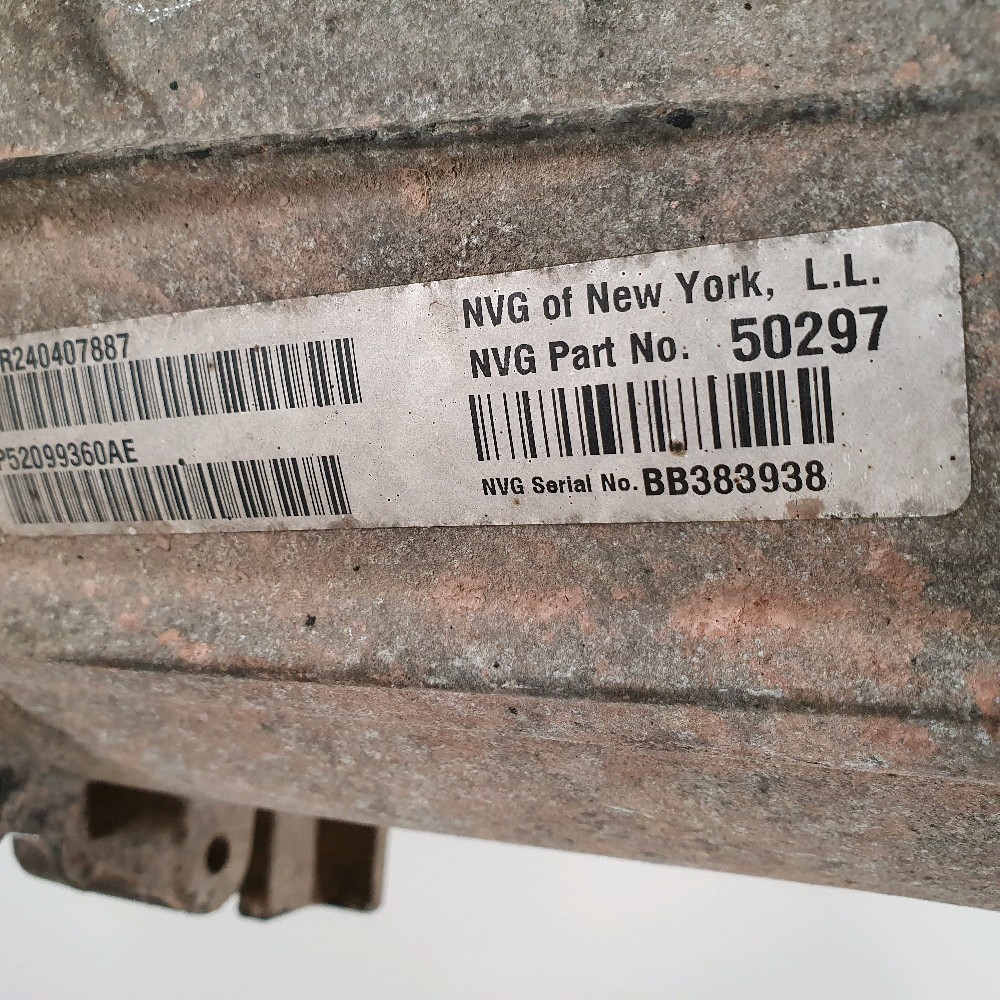 R240407887
P52099360AE
NVG of New York, L.L.
NVG Part No. 50297
NVG Serial No. BB383938